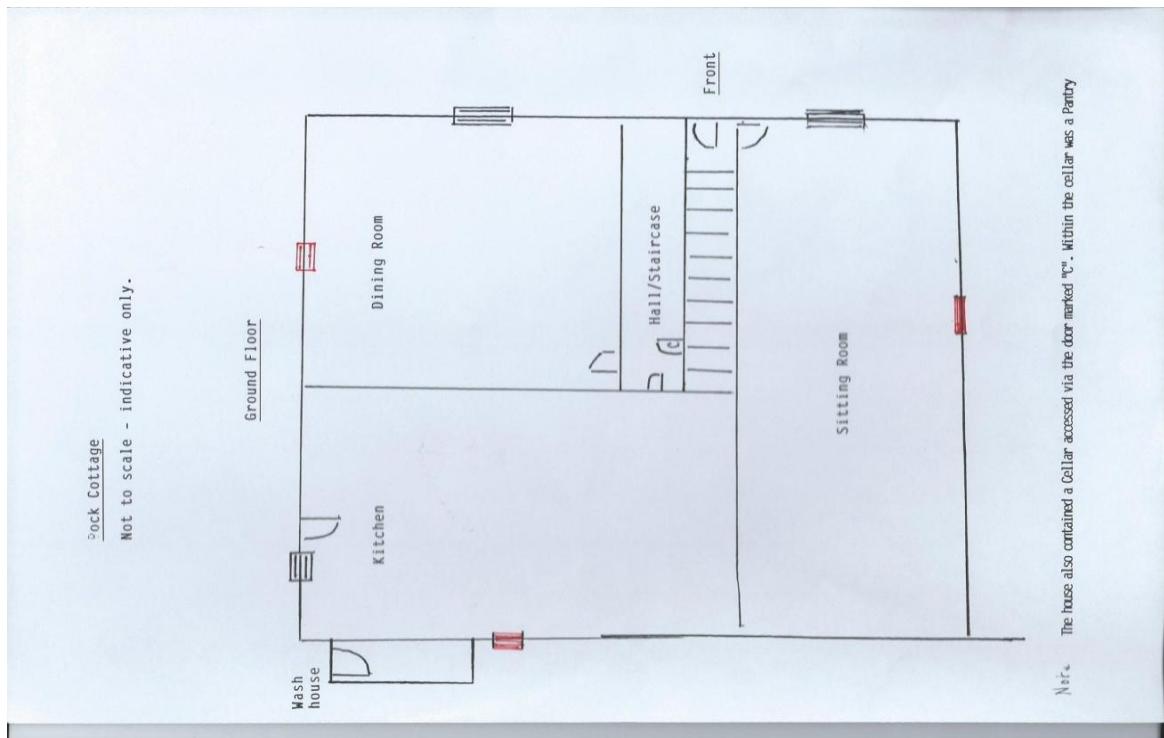 Cottage
Not to scale - indicative only.
Ground Floor
Wash
house
Kitchen
Dining Room
Hall/Staircase
C
Front
Sitting Room
Note The house also contained a Cellar accessed via the door marked "C". Within the cellar was a Pantry